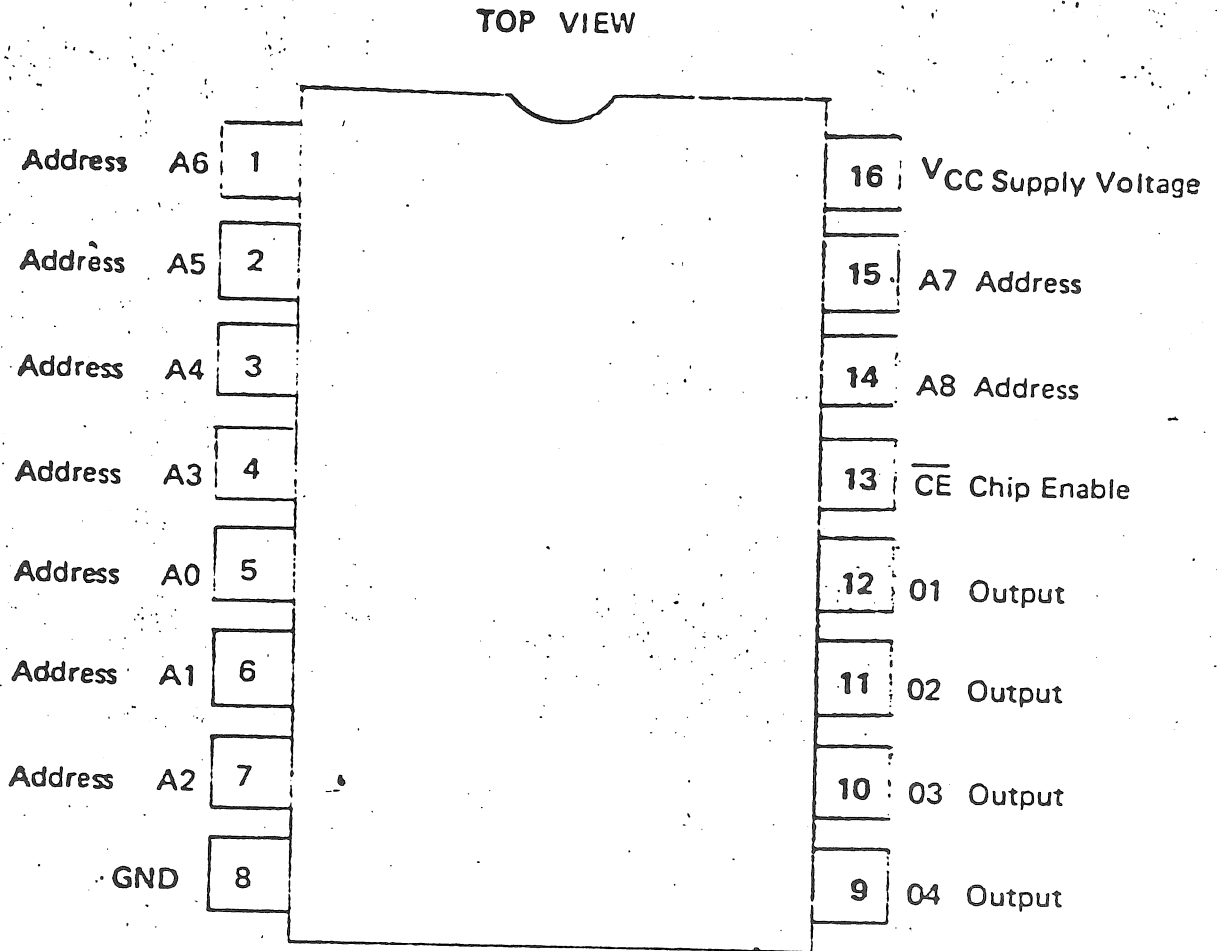 TOP VIEW
Address A6 1
Address A5 2
Address A4 3
Address A3 4
Address A0 5
Address A1 6
Address A2 7
GND 8
16 VCC Supply Voltage
15 A7 Address
14 A8 Address
13 C̅E̅ Chip Enable
12 01 Output
11 02 Output
10 03 Output
9 04 Output